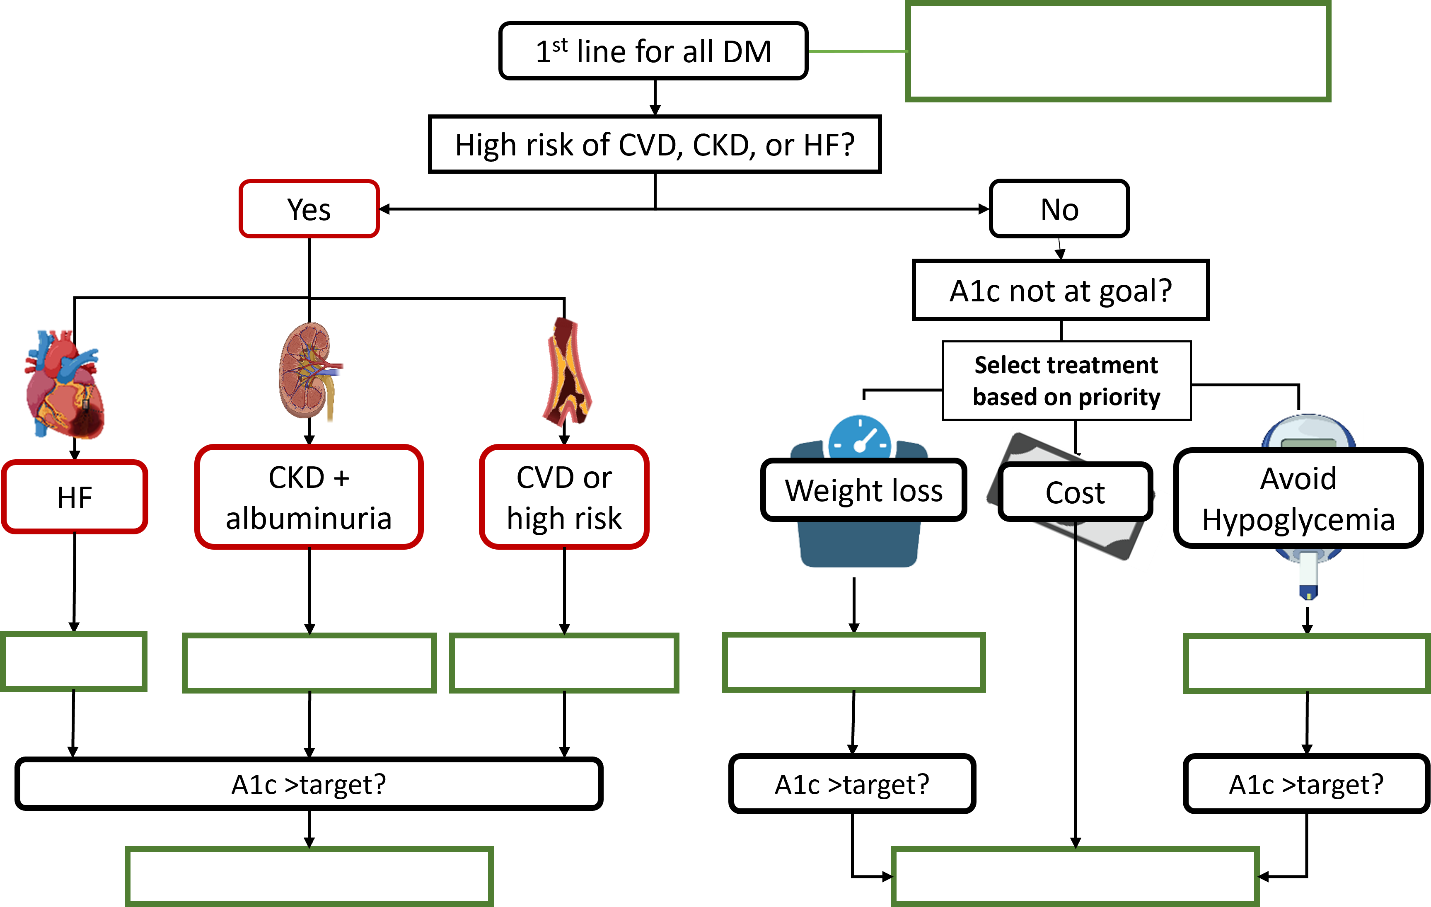 1st line for all DM
High risk of CVD, CKD, or HF?
Yes
No
A1c not at goal?
Select treatment
based on priority
HF
CKD +
albuminuria
CVD or
high risk
Weight loss
Cost
Avoid
Hypoglycemia
A1c >target?
A1c >target?
A1c >target?